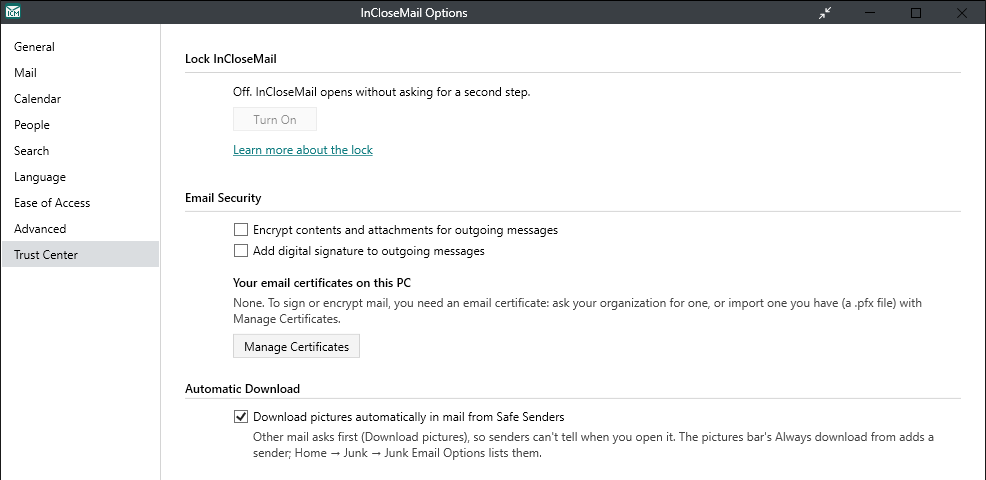 ICM
InCloseMail Options
General
Mail
Calendar
People
Search
Language
Ease of Access
Advanced
Trust Center
Lock InCloseMail
Off. InCloseMail opens without asking for a second step.
Turn On
Learn more about the lock
Email Security
Encrypt contents and attachments for outgoing messages
Add digital signature to outgoing messages
Your email certificates on this PC
None. To sign or encrypt mail, you need an email certificate: ask your organization for one, or import one you have (a .pfx file) with
Manage Certificates.
Manage Certificates
Automatic Download
Download pictures automatically in mail from Safe Senders
Other mail asks first (Download pictures), so senders can't tell when you open it. The pictures bar's Always download from adds a
sender; Home → Junk → Junk Email Options lists them.